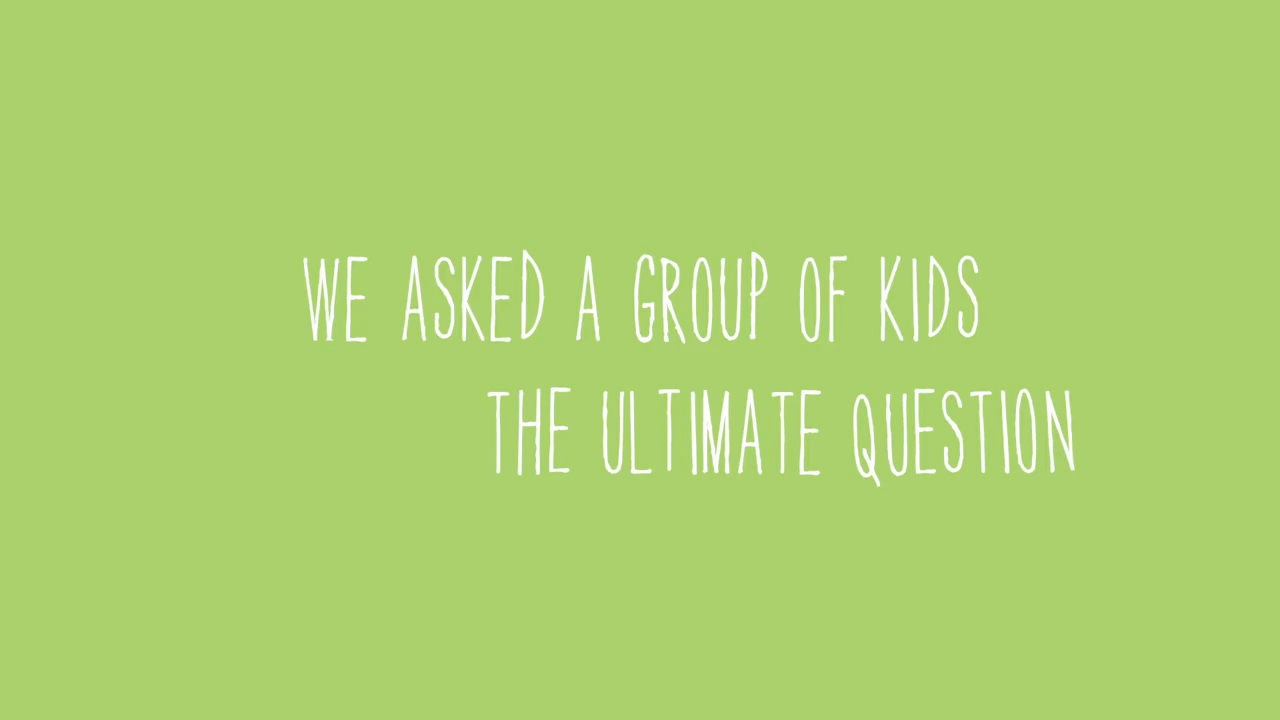 WE ASKED A GROUP OF KIDS
THE ULTIMATE QUESTION